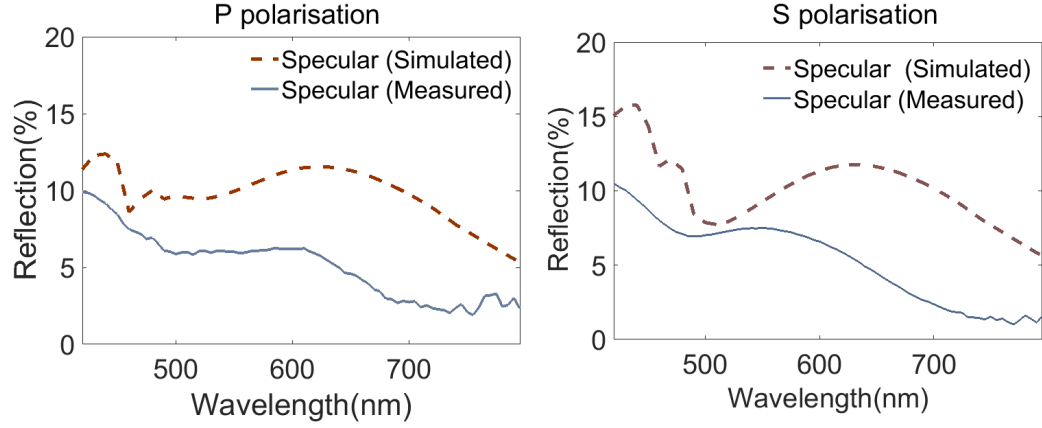 P polarisation
20
15
10
5
0
Reflection(%)
Specular (Simulated)
Specular (Measured)
500
600
700
Wavelength(nm)
S polarisation
20
15
10
5
0
Reflection(%)
Specular (Simulated)
Specular (Measured)
500
600
700
Wavelength(nm)